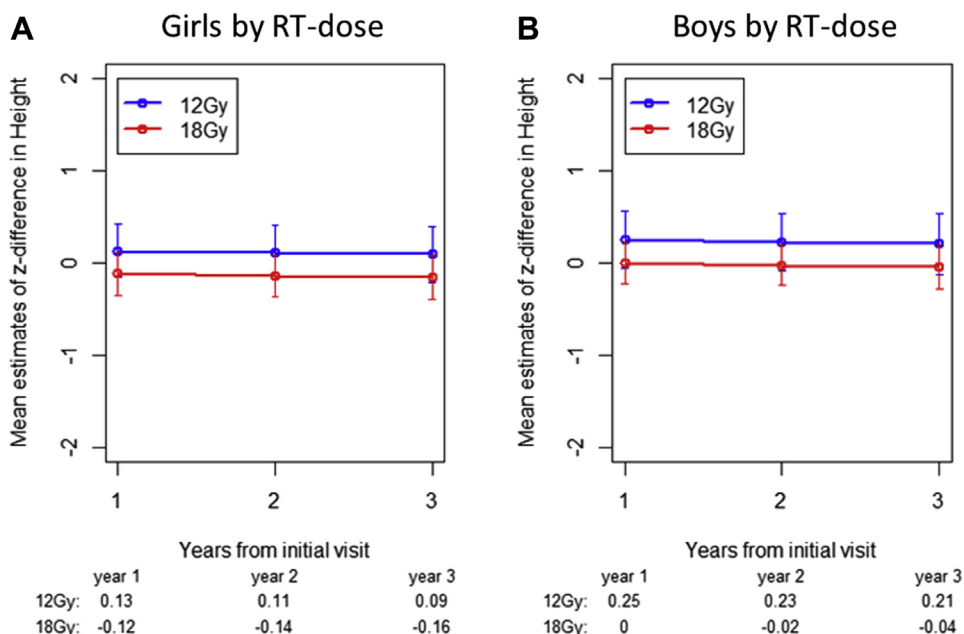 A
Girls by RT-dose
Mean estimates of z-difference in Height
2
1
0
-1
-2
12Gy
18Gy
1 2 3
Years from initial visit
year 1 year 2 year 3
12Gy: 0.13 0.11 0.09
18Gy: -0.12 -0.14 -0.16
B
Boys by RT-dose
Mean estimates of z-difference in Height
2
1
0
-1
-2
12Gy
18Gy
1 2 3
Years from initial visit
year 1 year 2 year 3
12Gy: 0.25 0.23 0.21
18Gy: 0 -0.02 -0.04